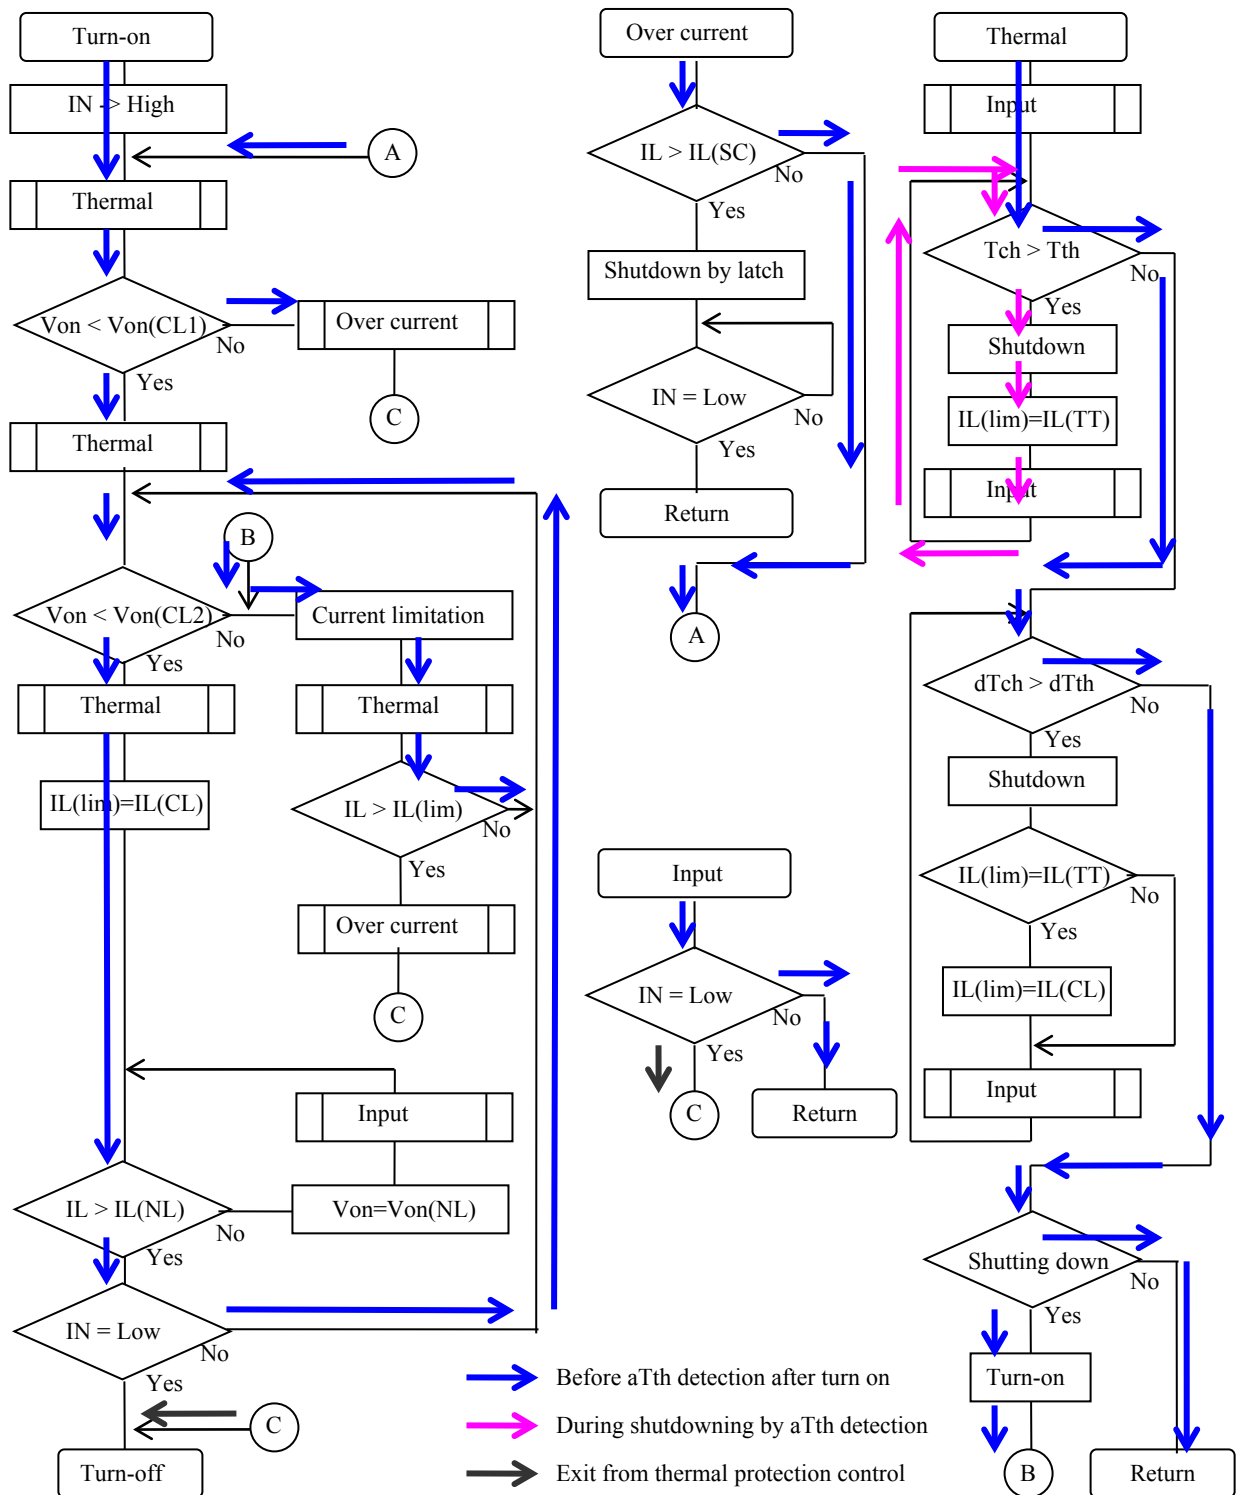 Turn-on
IN -> High
A
Thermal
Von < Von(CL1)
No
Yes
Over current
C
Thermal
B
Von < Von(CL2)
No
Yes
Current limitation
Thermal
Thermal
IL(lim)=IL(CL)
IL > IL(lim)
No
Yes
Over current
C
Input
Von=Von(NL)
IL > IL(NL)
No
Yes
IN = Low
No
Yes
C
Turn-off
Over current
IL > IL(SC)
No
Yes
Shutdown by latch
IN = Low
No
Yes
Return
A
Input
IN = Low
No
Yes
C
Return
Thermal
Input
Tch > Tth
No
Yes
Shutdown
IL(lim)=IL(TT)
Input
dTch > dTth
No
Yes
Shutdown
IL(lim)=IL(TT)
No
Yes
IL(lim)=IL(CL)
Input
Shutting down
No
Yes
Turn-on
B
Return
Before aTth detection after turn on
During shutdowning by aTth detection
Exit from thermal protection control